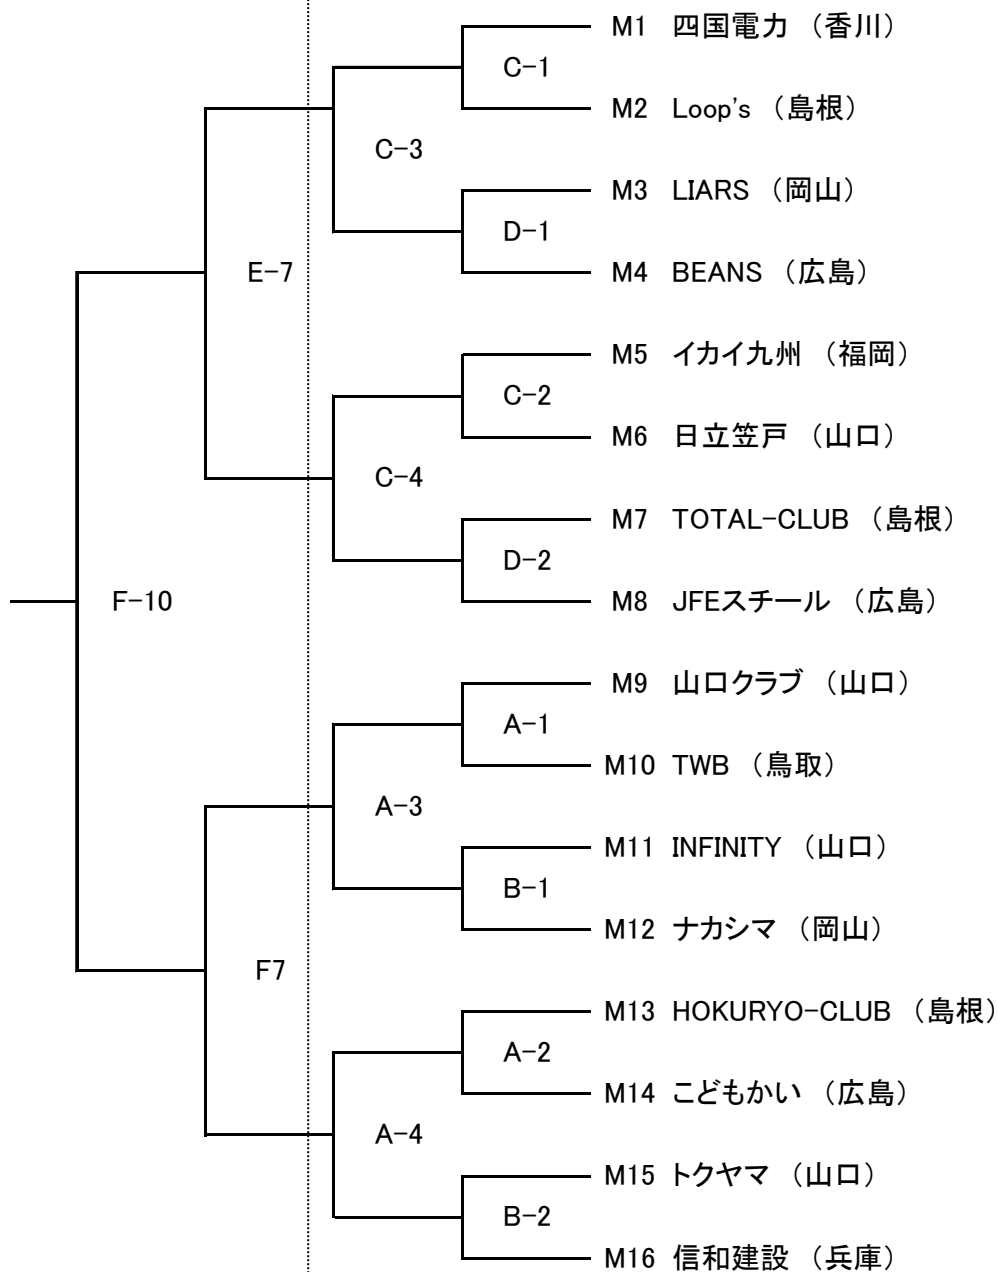 M1 四国電力 （香川）
C-1
M2 Loop's （島根）
C-3
M3 LIARS （岡山）
D-1
M4 BEANS （広島）
E-7
M5 イカイ九州 （福岡）
C-2
M6 日立笠戸 （山口）
C-4
M7 TOTAL-CLUB （島根）
D-2
M8 JFEスチール （広島）
F-10
M9 山口クラブ （山口）
A-1
M10 TWB （鳥取）
A-3
M11 INFINITY （山口）
B-1
M12 ナカシマ （岡山）
F7
M13 HOKURYO-CLUB （島根）
A-2
M14 こどもかい （広島）
A-4
M15 トクヤマ （山口）
B-2
M16 信和建設 （兵庫）